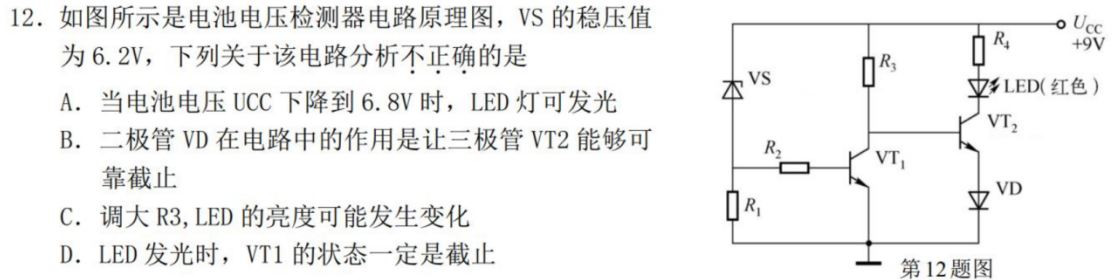 12. 如图所示是电池电压检测器电路原理图，VS 的稳压值
为 6.2V，下列关于该电路分析不正确的是
A. 当电池电压 UCC 下降到 6.8V 时，LED 灯可发光
B. 二极管 VD 在电路中的作用是让三极管 VT2 能够可
靠截止
C. 调大 R3, LED 的亮度可能发生变化
D. LED 发光时，VT1 的状态一定是截止
UCC
+9V
R4
R3
VS
LED(红色)
VT2
R2
VT1
VD
R1
第12题图